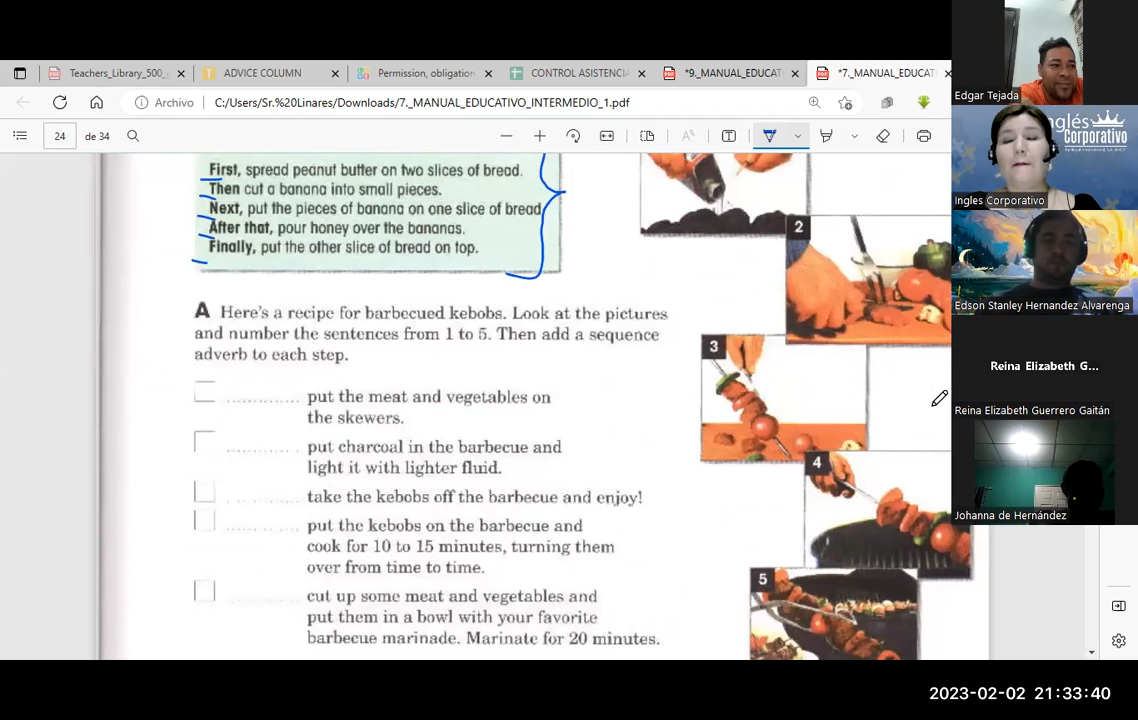 Teachers_Library_500_
ADVICE COLUMN
Permission, obligation
CONTROL ASISTENCIA
*9._MANUAL_EDUCAT
*7._MANUAL_EDUCAT
Archivo
C:/Users/Sr.%20Linares/Downloads/7._MANUAL_EDUCATIVO_INTERMEDIO_1.pdf
24 de 34
First, spread peanut butter on two slices of bread.
Then cut a banana into small pieces.
Next, put the pieces of banana on one slice of bread
After that, pour honey over the bananas.
Finally, put the other slice of bread on top.
A Here's a recipe for barbecued kebobs. Look at the pictures
and number the sentences from 1 to 5. Then add a sequence
adverb to each step.
put the meat and vegetables on
the skewers.
put charcoal in the barbecue and
light it with lighter fluid.
take the kebobs off the barbecue and enjoy!
put the kebobs on the barbecue and
cook for 10 to 15 minutes, turning them
over from time to time.
cut up some meat and vegetables and
put them in a bowl with your favorite
barbecue marinade. Marinate for 20 minutes.
2
3
4
5
Edgar Tejada
Inglés
Corporativo
Ingles Corporativo
Edson Stanley Hernandez Alvarenga
Reina Elizabeth G...
Reina Elizabeth Guerrero Gaitán
Johanna de Hernández
2023-02-02 21:33:40